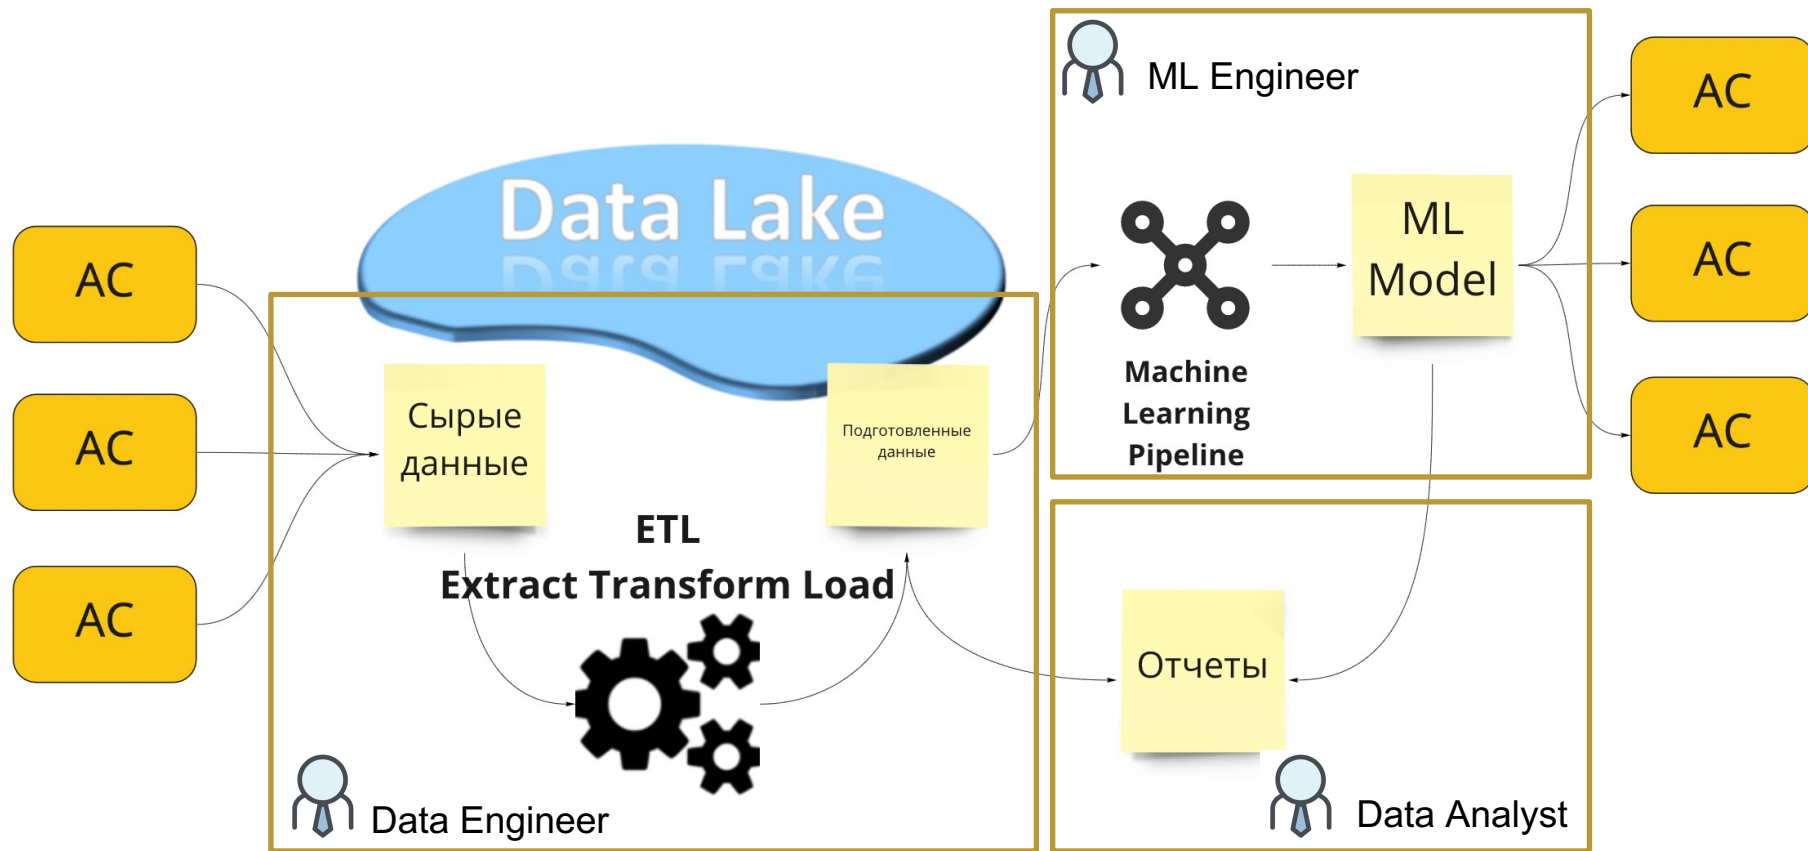 ML Engineer
AC
Data Lake
ML
Model
AC
AC
AC
Machine
Learning
Pipeline
Сырые
данные
Подготовленные
данные
AC
AC
ETL
Extract Transform Load
AC
Отчеты
Data Engineer
Data Analyst